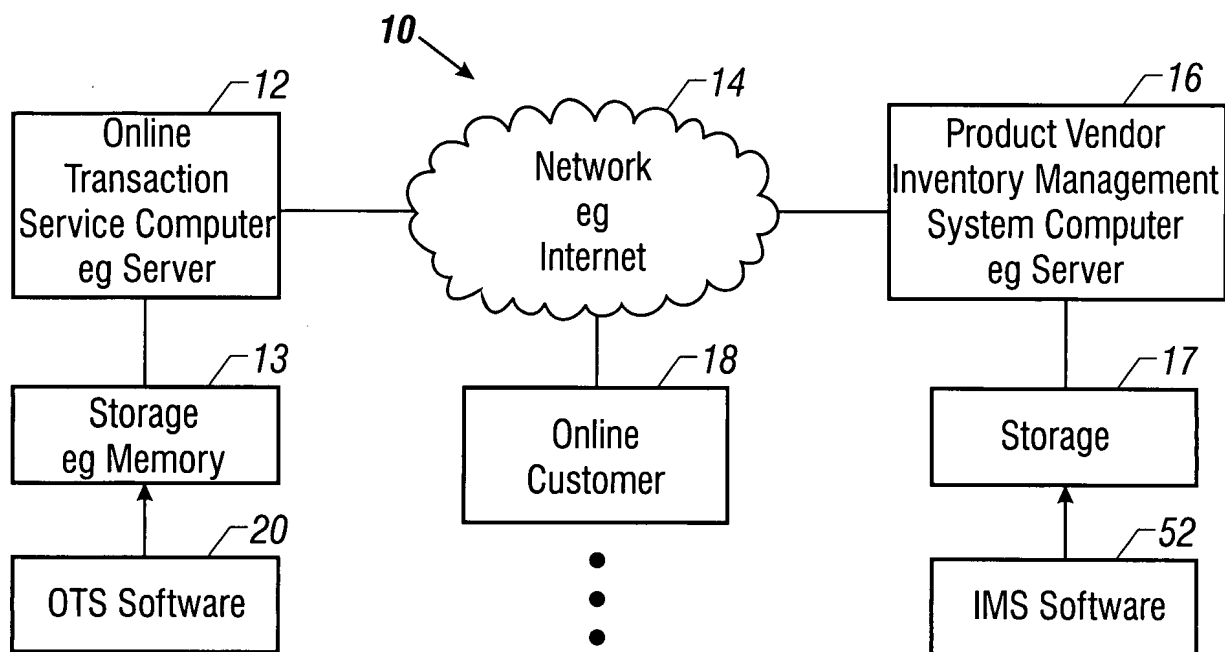 10
12
Online
Transaction
Service Computer
eg Server
14
Network
eg
Internet
16
Product Vendor
Inventory Management
System Computer
eg Server
13
Storage
eg Memory
18
Online
Customer
17
Storage
20
OTS Software
52
IMS Software